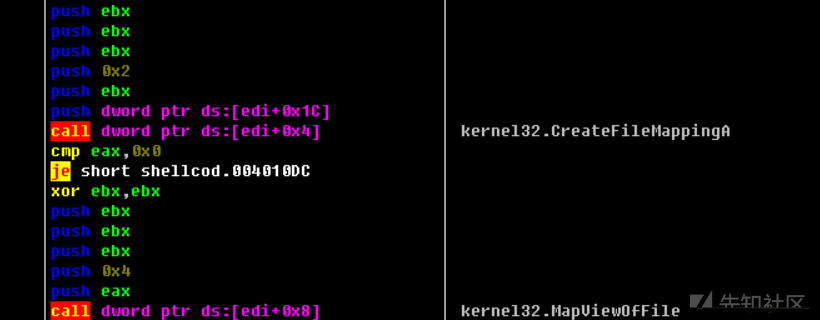 push ebx
push ebx
push ebx
push 0x2
push ebx
push dword ptr ds:[edi+0x1C]
call dword ptr ds:[edi+0x4] kernel32.CreateFileMappingA
cmp eax,0x0
je short shellcod.004010DC
xor ebx,ebx
push ebx
push ebx
push ebx
push 0x4
push eax
call dword ptr ds:[edi+0x8] kernel32.MapViewOfFile
先知社区